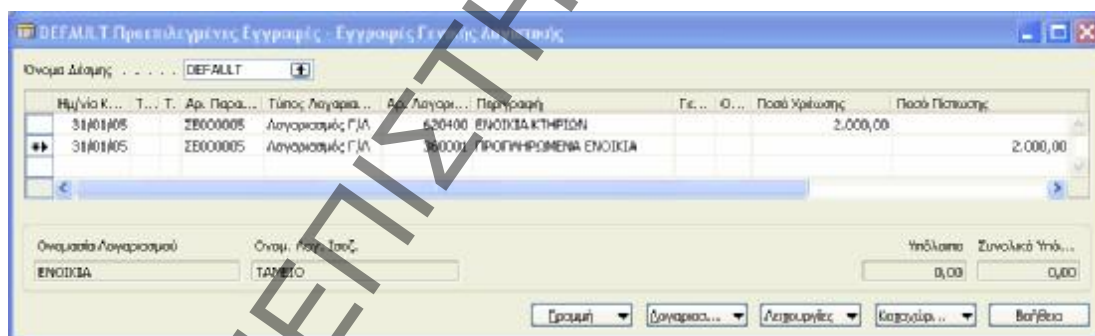 DEFAULT Προεπιλεγμένες Εγγραφές - Εγγραφές Γενικής Λογιστικής
Όνομα Δέσμης . . . . . DEFAULT
Ημ/νία Κ... Τ... Τ. Αρ. Παρα... Τύπος Λογαρια... Αρ. Λογαρι... Περιγραφή Γε... Ο... Ποσό Χρέωσης Ποσό Πίστωσης
31/01/05 ΣΕ000005 Λογαριασμός Γ/Λ 620400 ΕΝΟΙΚΙΑ ΚΤΗΡΙΩΝ 2.000,00
31/01/05 ΣΕ000005 Λογαριασμός Γ/Λ 360001 ΠΡΟΠΛΗΡΩΜΕΝΑ ΕΝΟΙΚΙΑ 2.000,00
Ονομασία Λογαριασμού Ονομ. Λογ. Ισοζ. Υπόλοιπο Συνολικό Υπό...
ΕΝΟΙΚΙΑ ΤΑΜΕΙΟ 0,00 0,00
Γραμμή Λογαριασ... Λειτουργίες Καταχώρ... Βοήθεια